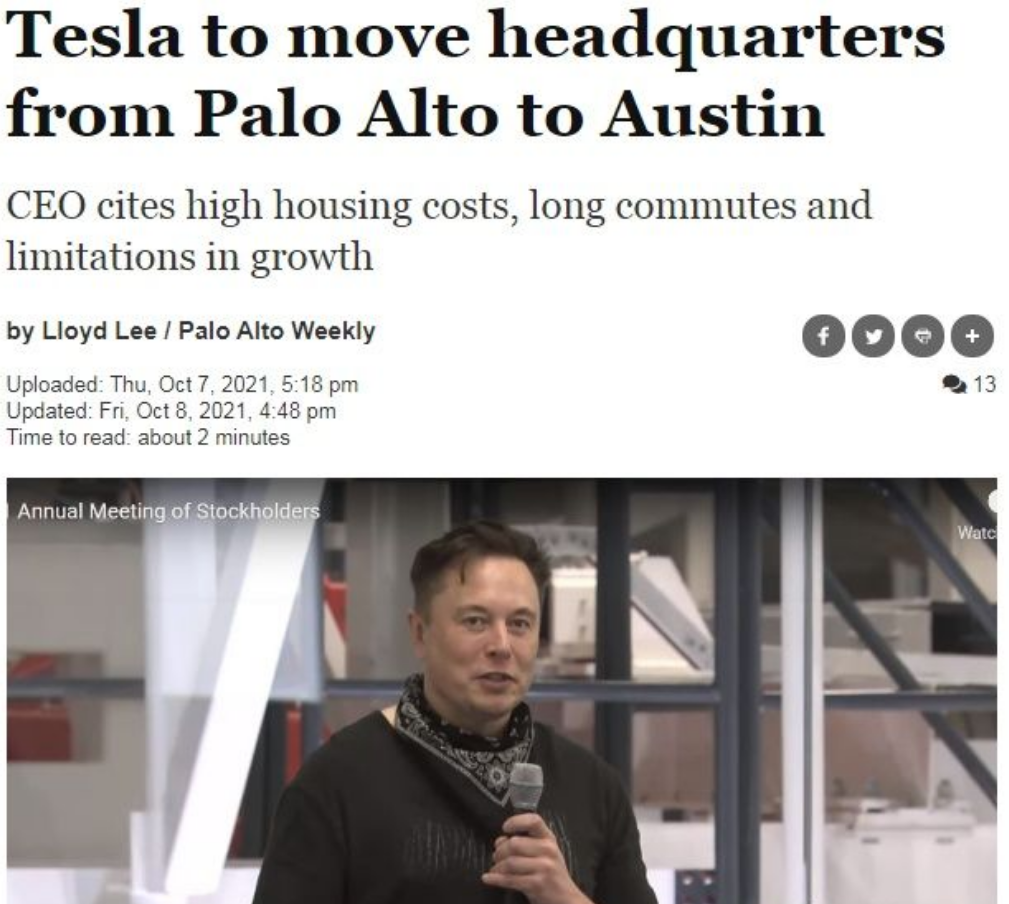 Tesla to move headquarters
from Palo Alto to Austin
CEO cites high housing costs, long commutes and
limitations in growth
by Lloyd Lee / Palo Alto Weekly
Uploaded: Thu, Oct 7, 2021, 5:18 pm
13
Updated: Fri, Oct 8, 2021, 4:48 pm
Time to read: about 2 minutes
Annual Meeting of Stockholders
Watc